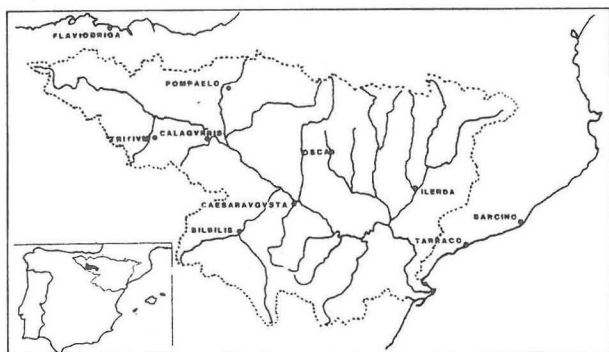 FLAVIOBRIGA
POMPAELO
TRITIVM
CALAGVRRIS
OSCA
ILERDA
CAESARAVGVSTA
BARCINO
BILBILIS
TARRACO